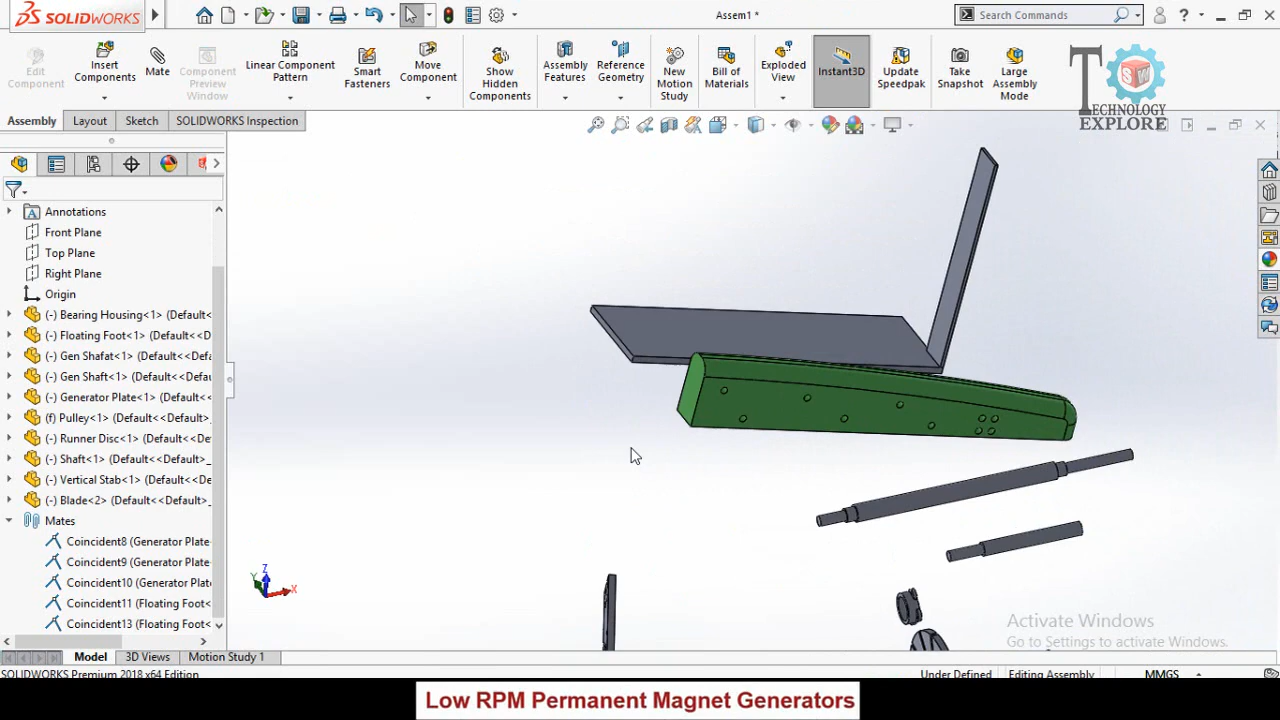 SOLIDWORKS
Assem1 *
Search Commands
?
Edit Component
Insert Components
Mate
Component Preview Window
Linear Component Pattern
Smart Fasteners
Move Component
Show Hidden Components
Assembly Features
Reference Geometry
New Motion Study
Bill of Materials
Exploded View
Instant3D
Update Speedpak
Take Snapshot
Large Assembly Mode
TECHNOLOGY
EXPLORE
SW
Assembly
Layout
Sketch
SOLIDWORKS Inspection
Annotations
Front Plane
Top Plane
Right Plane
Origin
(-) Bearing Housing<1> (Default
(-) Floating Foot<1> (Default<
(-) Gen Shafat<1> (Default<<D
(-) Gen Shaft<1> (Default<<De
(-) Generator Plate<1> (Defaul
(f) Pulley<1> (Default<<Defaul
(-) Runner Disc<1> (Default<<
(-) Shaft<1> (Default<<Default>_
(-) Vertical Stab<1> (Default<<
(-) Blade<2> (Default<Default>_
Mates
Coincident8 (Generator Plate
Coincident9 (Generator Plate
Coincident10 (Generator Plate
Coincident11 (Floating Foot<
Coincident13 (Floating Foot<
Z
Y
X
Activate Windows
Go to Settings to activate Windows.
Model
3D Views
Motion Study 1
SOLIDWORKS Premium 2018 x64 Edition
Under Defined
Editing Assembly
MMGS
Low RPM Permanent Magnet Generators